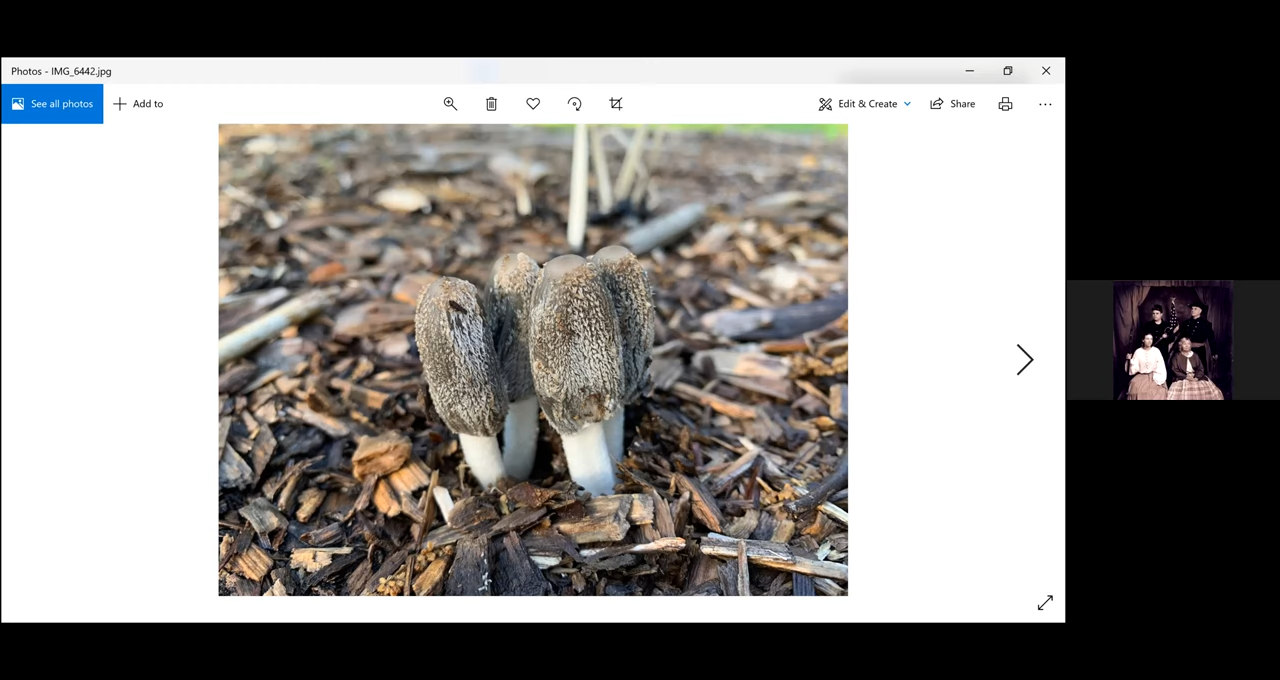 Photos - IMG_6442.jpg
See all photos
Add to
Edit & Create
Share